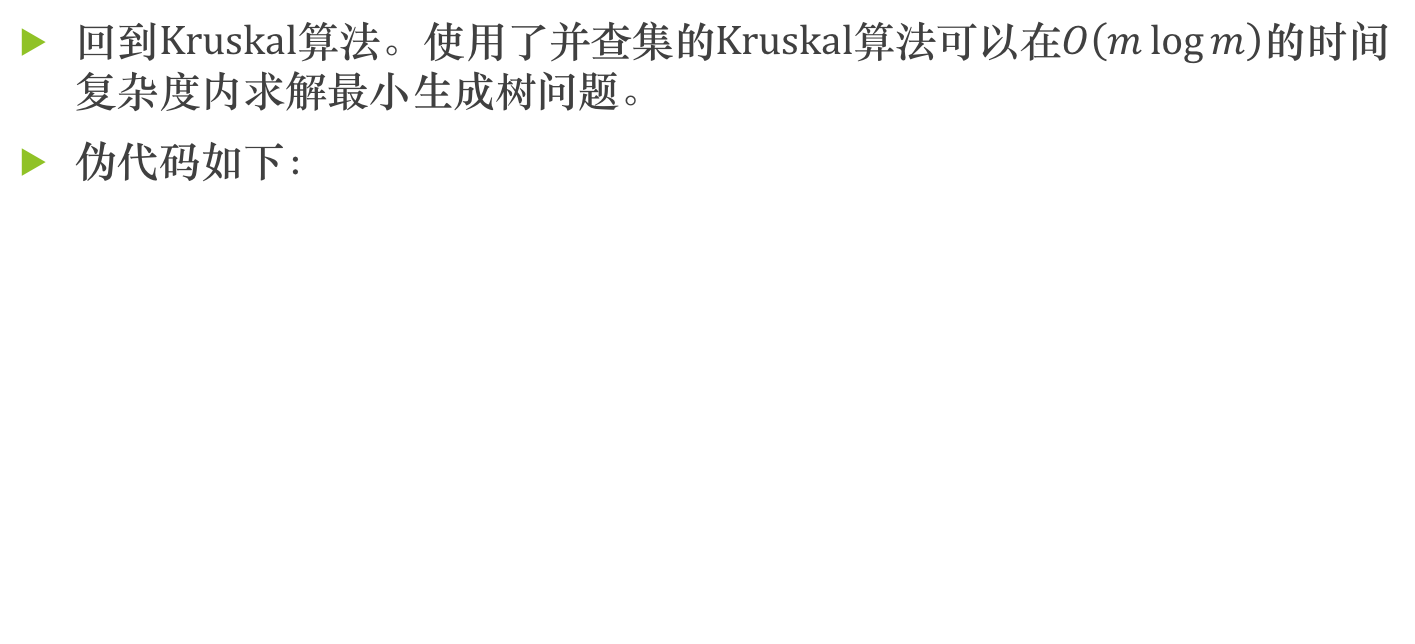 回到Kruskal算法。使用了并查集的Kruskal算法可以在O(m log m)的时间
复杂度内求解最小生成树问题。
伪代码如下：